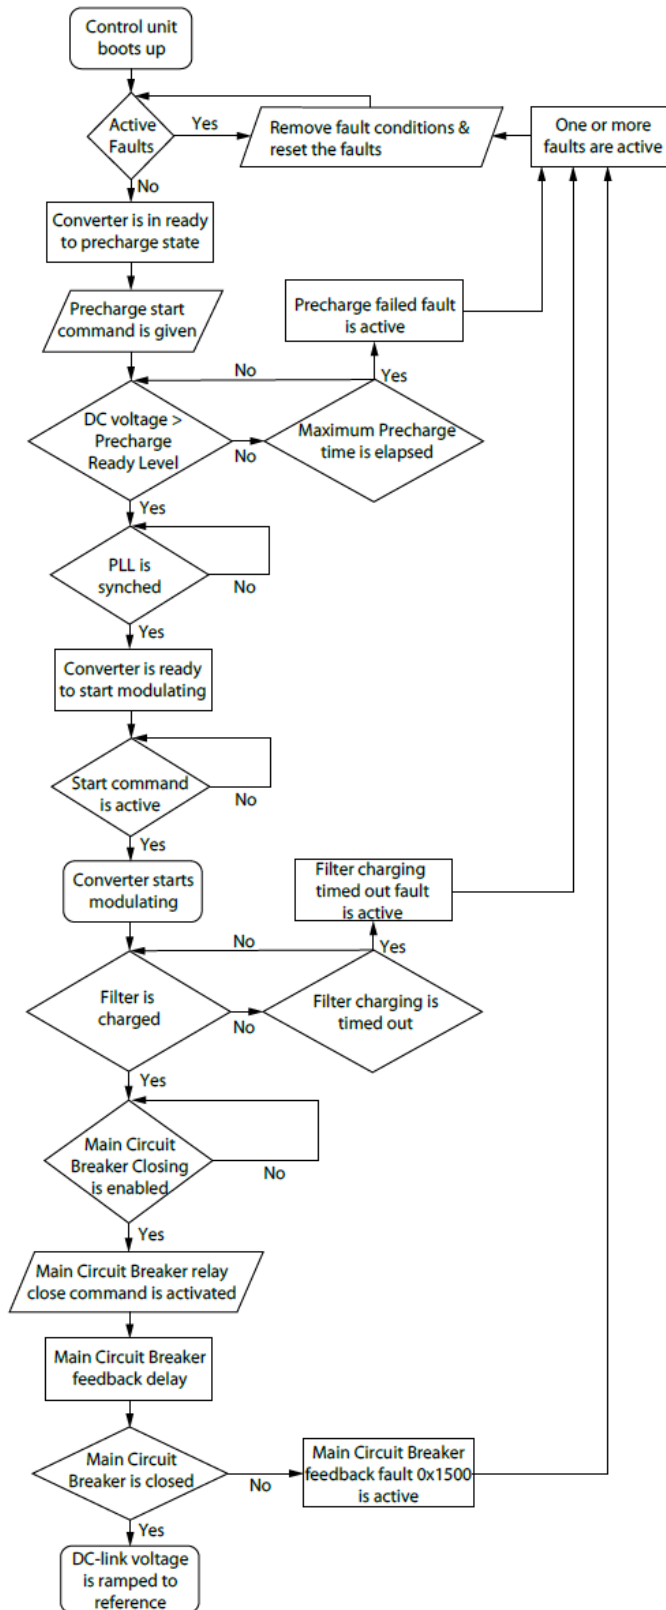 Control unit
boots up
Active
Faults
Yes
Remove fault conditions &
reset the faults
One or more
faults are active
No
Converter is in ready
to precharge state
Precharge start
command is given
Precharge failed fault
is active
No
Yes
DC voltage >
Precharge
Ready Level
No
Maximum Precharge
time is elapsed
Yes
PLL is
synched
No
Yes
Converter is ready
to start modulating
Start command
is active
No
Yes
Converter starts
modulating
Filter charging
timed out fault
is active
No
Yes
Filter is
charged
No
Filter charging is
timed out
Yes
Main Circuit
Breaker Closing
is enabled
No
Yes
Main Circuit Breaker relay
close command is activated
Main Circuit Breaker
feedback delay
Main Circuit
Breaker is closed
No
Main Circuit Breaker
feedback fault 0x1500
is active
Yes
DC-link voltage
is ramped to
reference